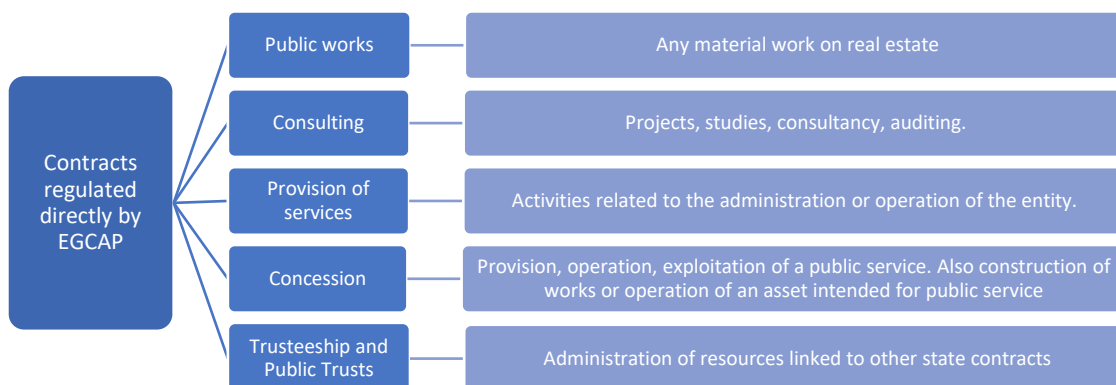 Contracts
regulated
directly by
EGCAP
Public works
Any material work on real estate
Consulting
Projects, studies, consultancy, auditing.
Provision of
services
Activities related to the administration or operation of the entity.
Concession
Provision, operation, exploitation of a public service. Also construction of
works or operation of an asset intended for public service
Trusteeship and
Public Trusts
Administration of resources linked to other state contracts